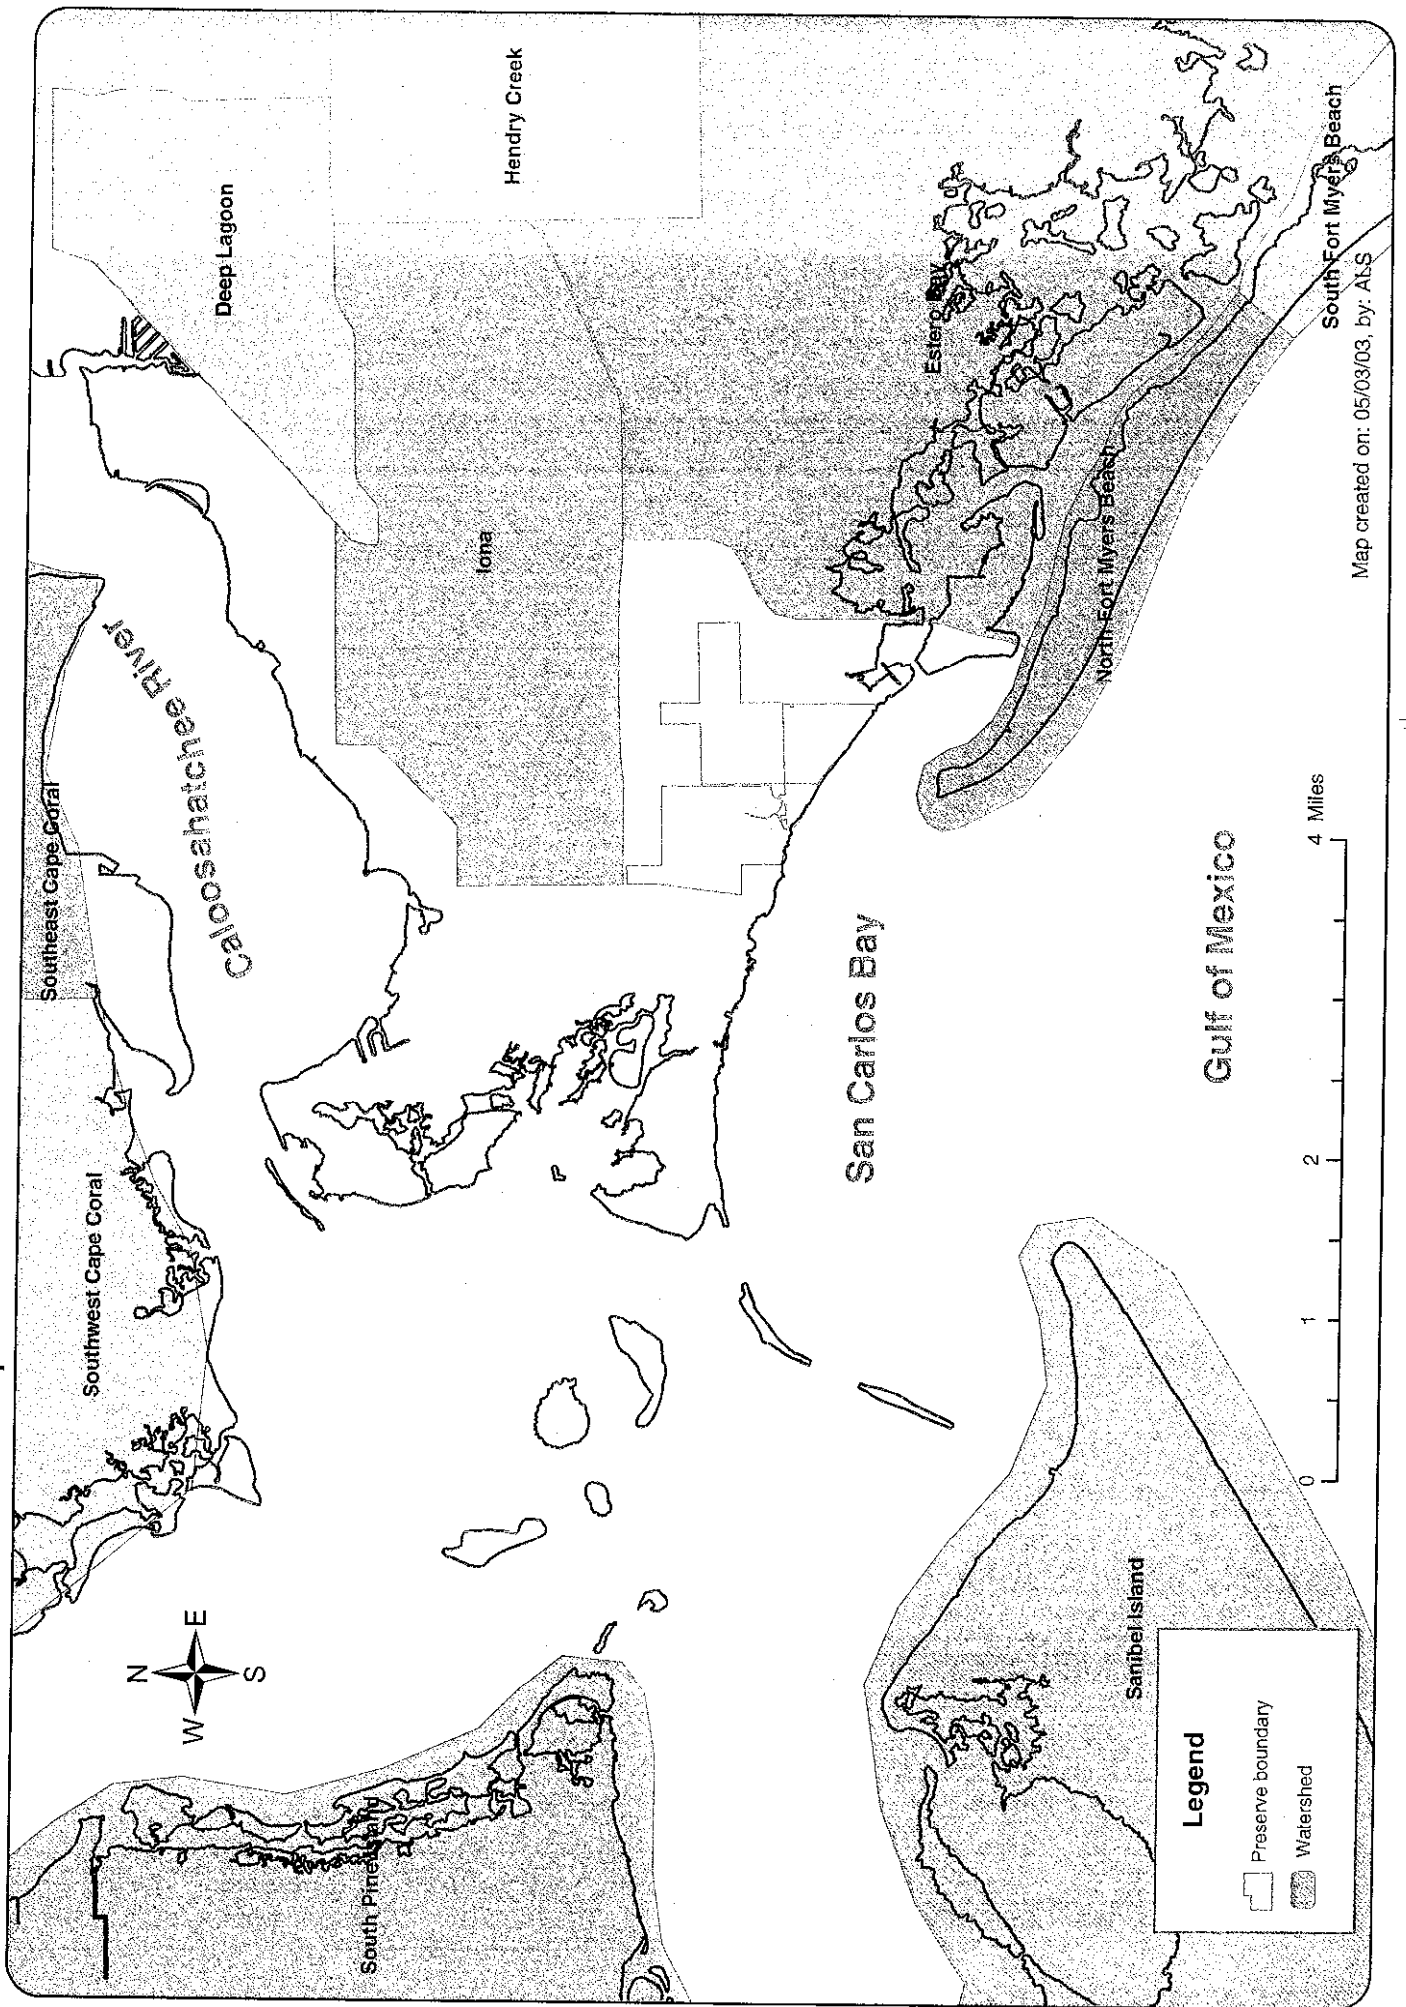 Southwest Cape Coral
Southeast Cape Coral
Caloosahatchee River
Deep Lagoon
Hendry Creek
Iona
N
W
E
S
South Pine Island
Estero Bay
San Carlos Bay
North Fort Myers Beach
South Fort Myers Beach
Gulf of Mexico
Sanibel Island
Legend
Preserve boundary
Watershed
0
1
2
4 Miles
Map created on: 05/03/03, by: ALS